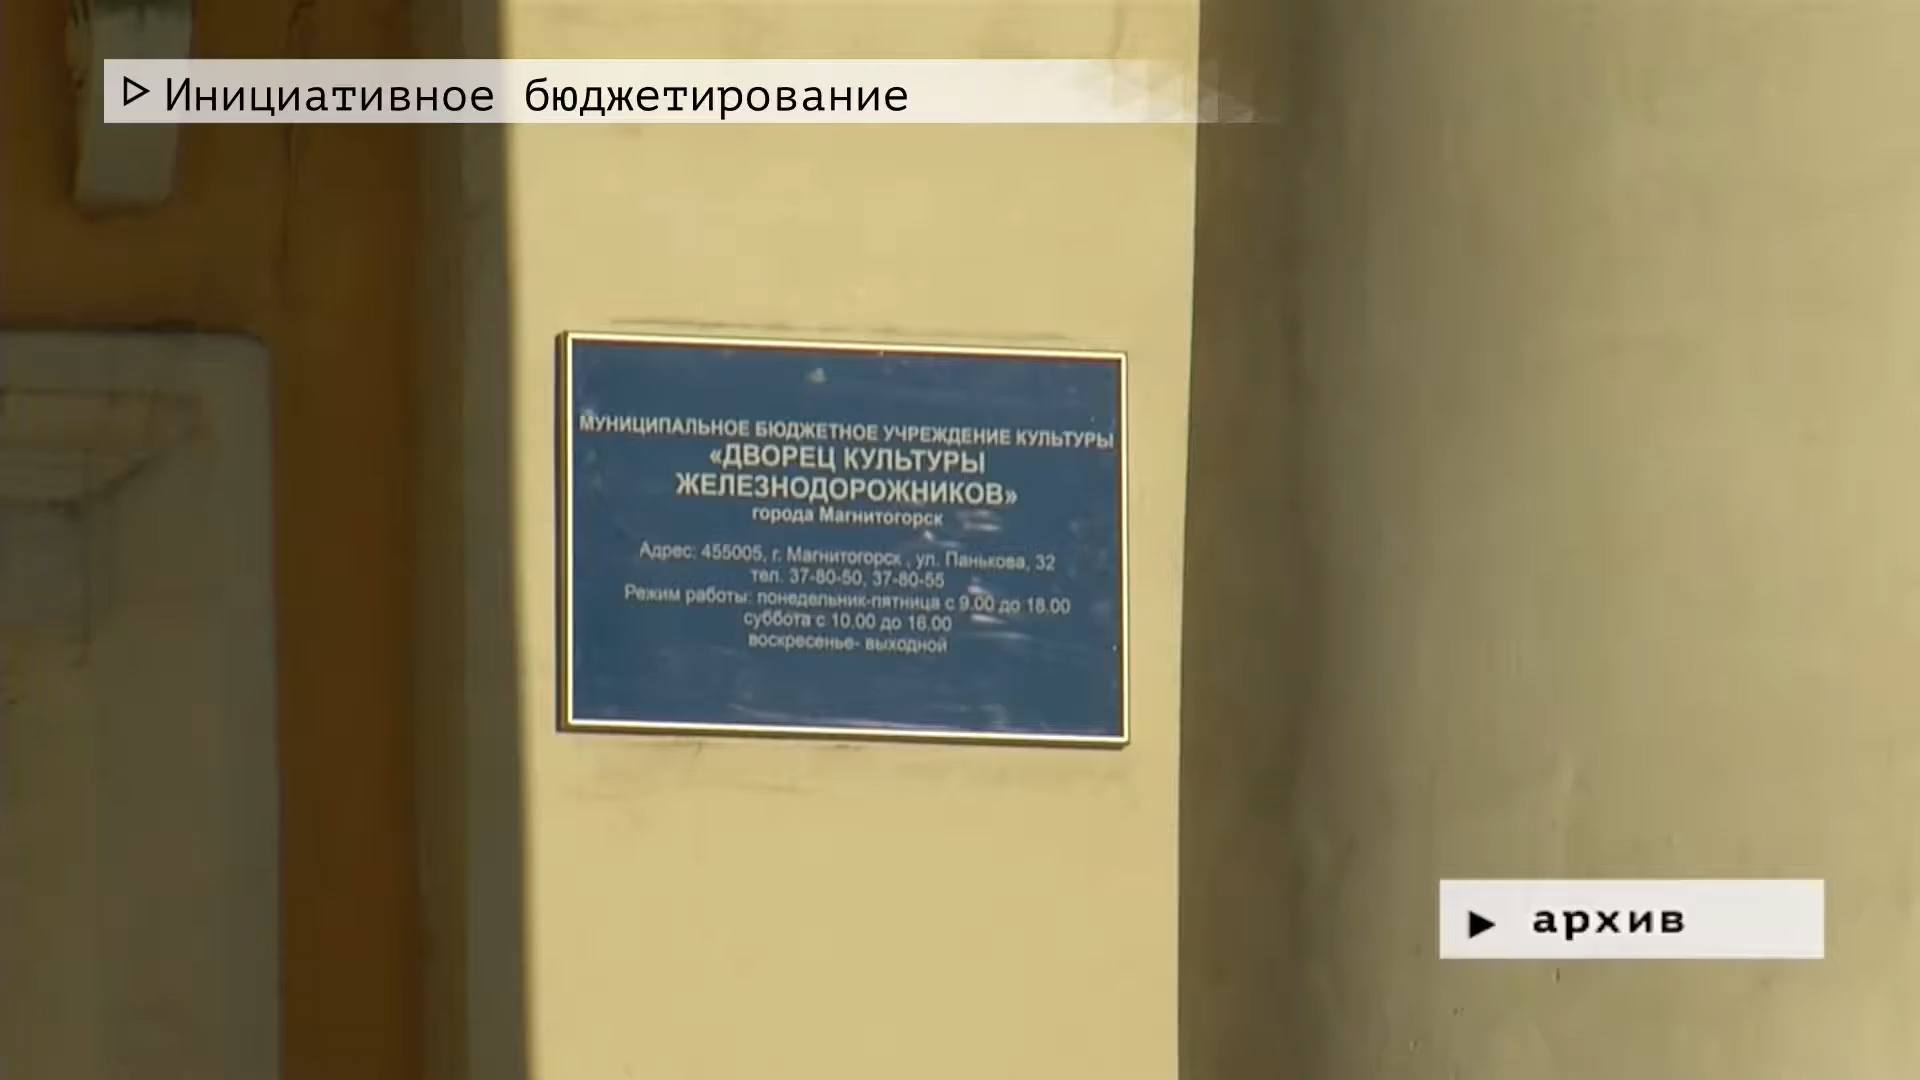 Инициативное бюджетирование
МУНИЦИПАЛЬНОЕ БЮДЖЕТНОЕ УЧРЕЖДЕНИЕ КУЛЬТУРЫ
«ДВОРЕЦ КУЛЬТУРЫ
ЖЕЛЕЗНОДОРОЖНИКОВ»
города Магнитогорск
Адрес: 455005, г. Магнитогорск , ул. Панькова, 32
тел. 37-80-50, 37-80-55
Режим работы: понедельник-пятница с 9.00 до 18.00
суббота с 10.00 до 16.00
воскресенье- выходной
архив